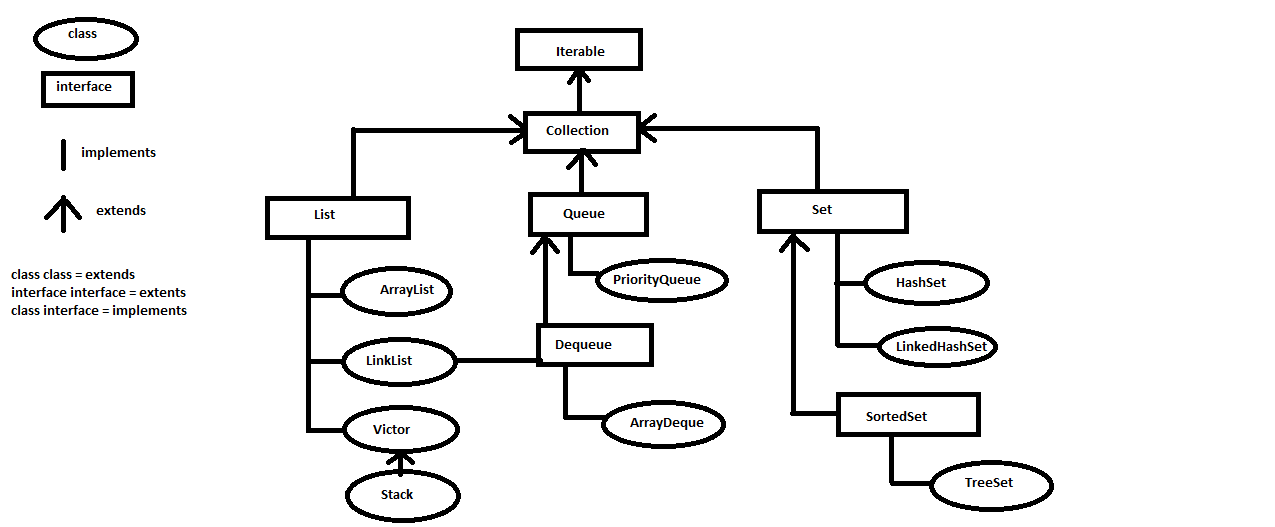 class
interface
implements
extends
class class = extends
interface interface = extents
class interface = implements
Iterable
Collection
List
Queue
Set
ArrayList
PriorityQueue
HashSet
LinkList
Dequeue
LinkedHashSet
Victor
ArrayDeque
SortedSet
Stack
TreeSet